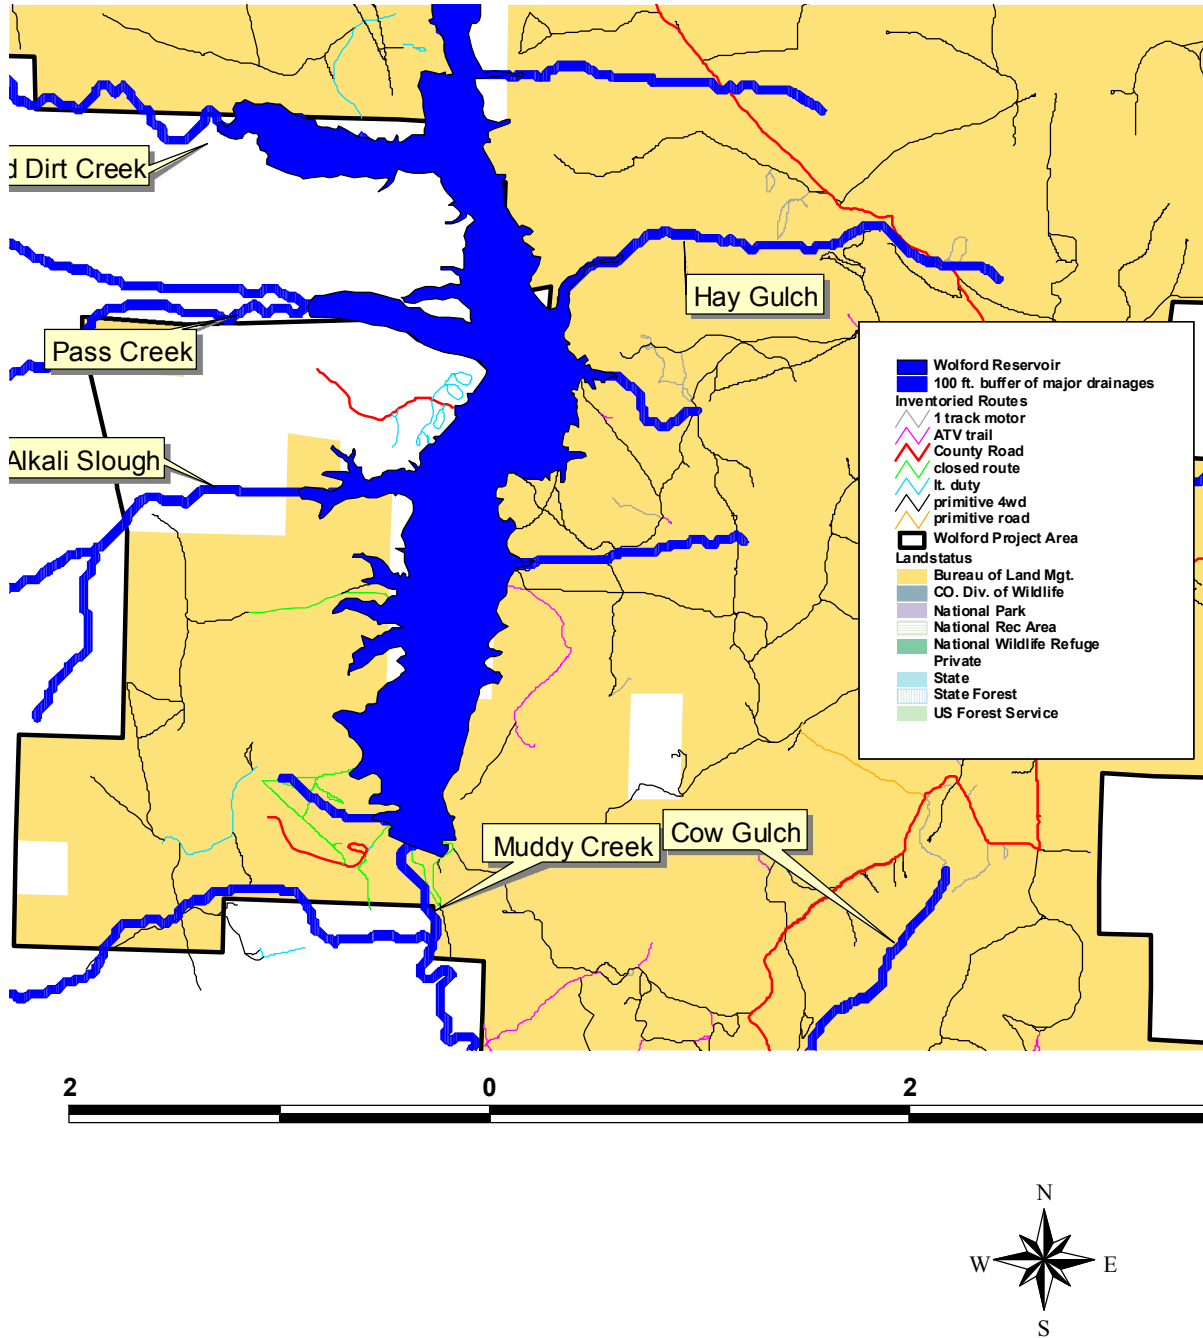 d Dirt Creek
Hay Gulch
Pass Creek
Alkali Slough
Wolford Reservoir
100 ft. buffer of major drainages
Inventoried Routes
1 track motor
ATV trail
County Road
closed route
lt. duty
primitive 4wd
primitive road
Wolford Project Area
Landstatus
Bureau of Land Mgt.
CO. Div. of Wildlife
National Park
National Rec Area
National Wildlife Refuge
Private
State
State Forest
US Forest Service
Muddy Creek
Cow Gulch
2 0 2
N
W E
S